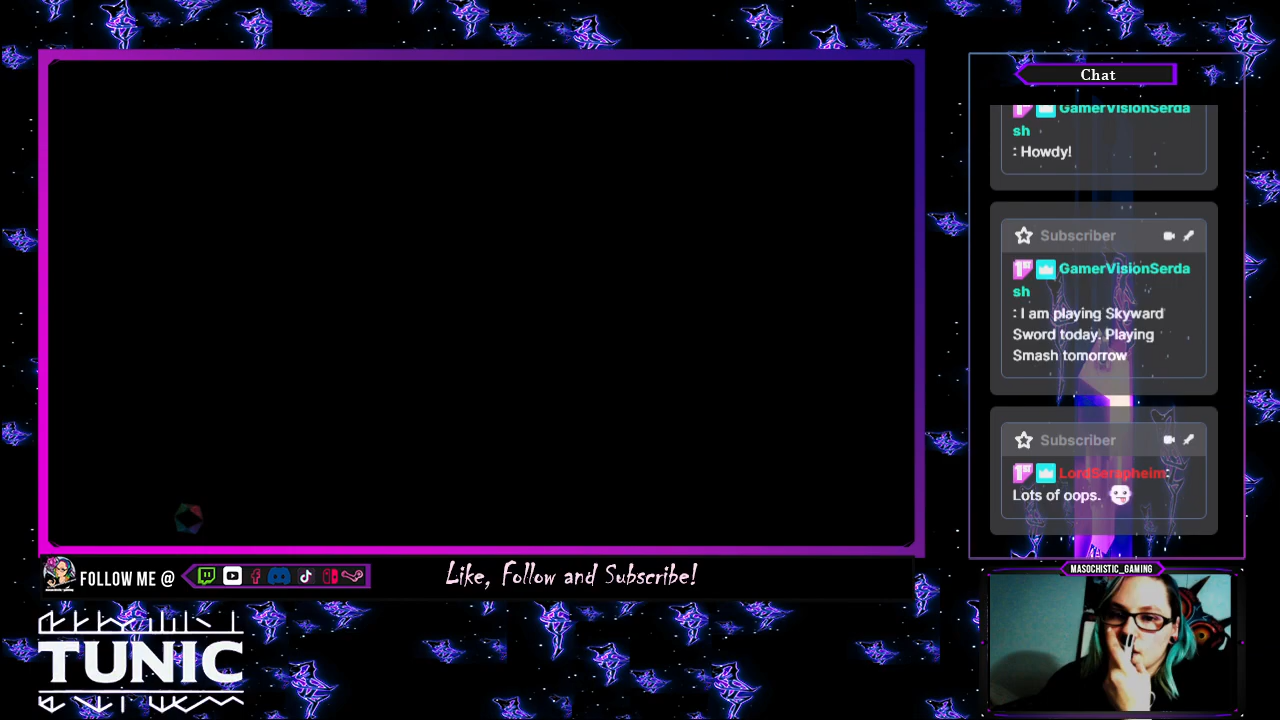 Chat
GamerVisionSerda
sh
: Howdy!
Subscriber
GamerVisionSerda
sh
: I am playing Skyward
Sword today. Playing
Smash tomorrow
Subscriber
LordSerapheim:
Lots of oops.
FOLLOW ME @
Like, Follow and Subscribe!
MASOCHISTIC_GAMING
TUNIC